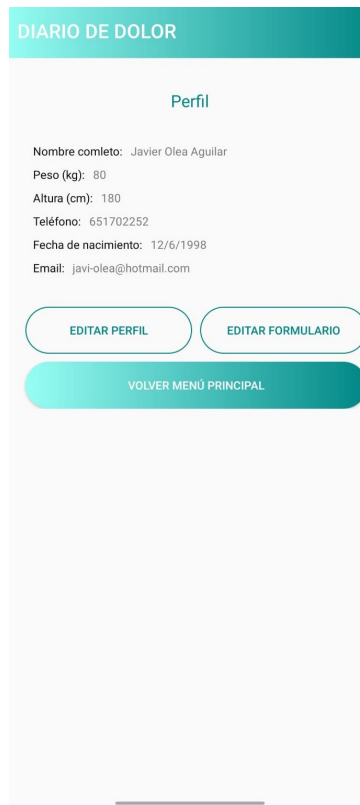 DIARIO DE DOLOR
Perfil
Nombre comleto: Javier Olea Aguilar
Peso (kg): 80
Altura (cm): 180
Teléfono: 651702252
Fecha de nacimiento: 12/6/1998
Email: javi-olea@hotmail.com
EDITAR PERFIL EDITAR FORMULARIO
VOLVER MENÚ PRINCIPAL